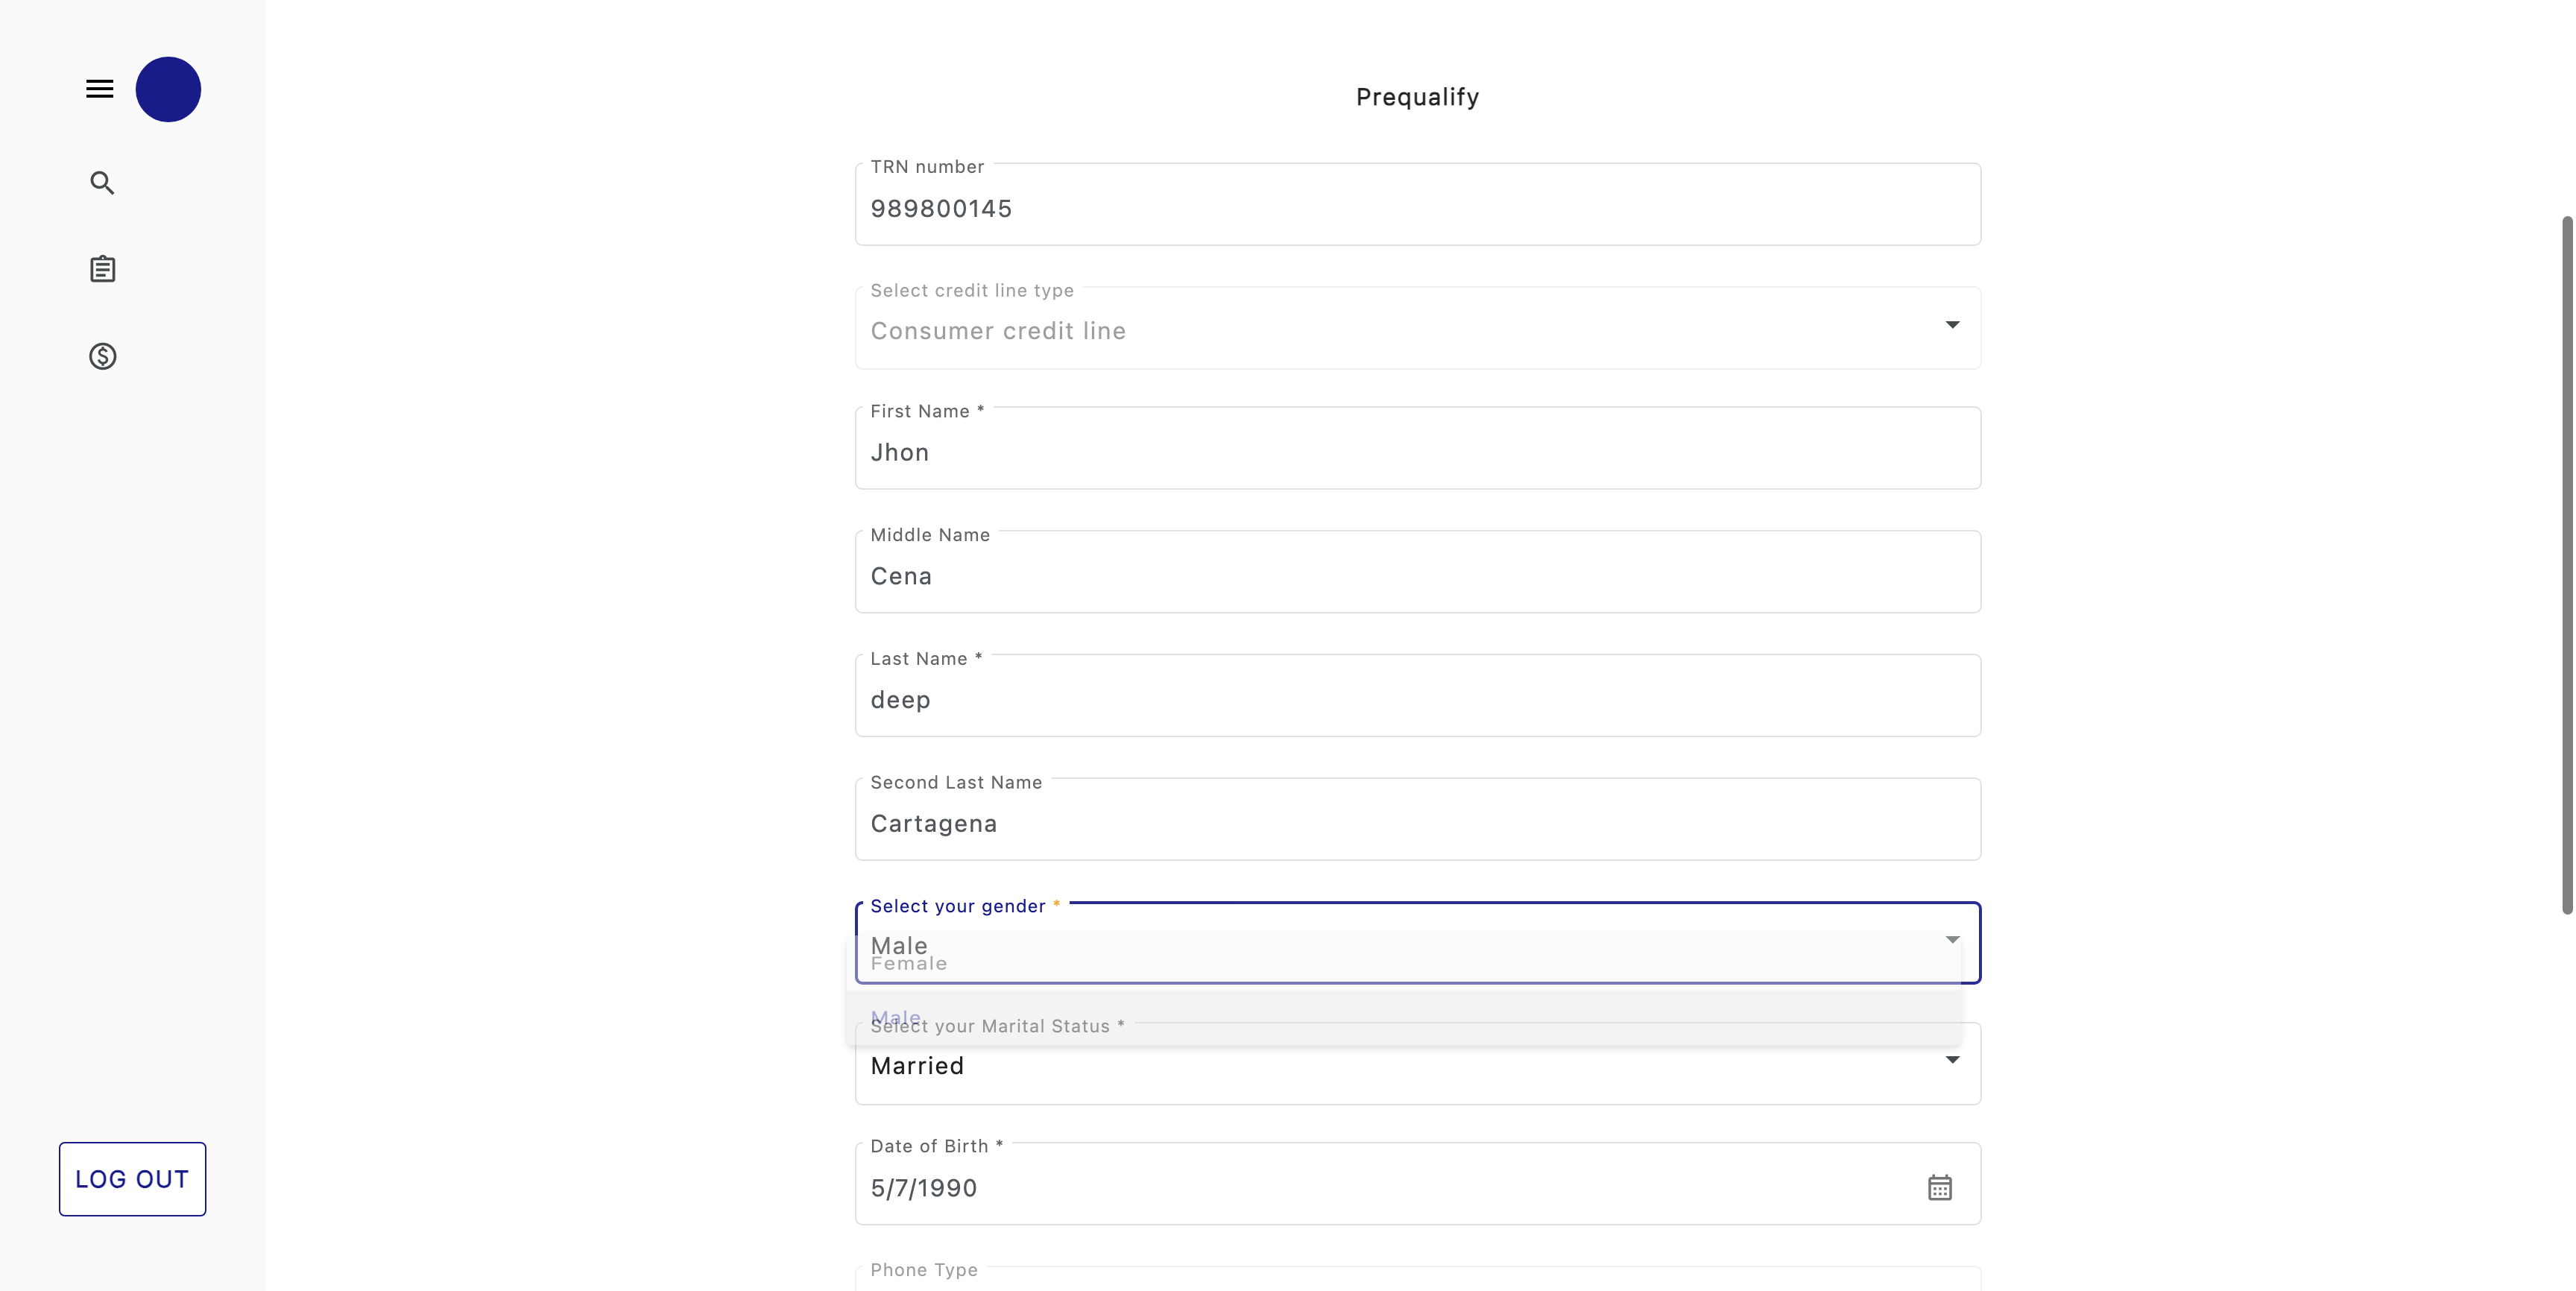 Prequalify
TRN number
989800145
Select credit line type
Consumer credit line
First Name *
Jhon
Middle Name
Cena
Last Name *
deep
Second Last Name
Cartagena
Select your gender *
Male
Female
Male
Select your Marital Status *
Married
Date of Birth *
5/7/1990
Phone Type
LOG OUT